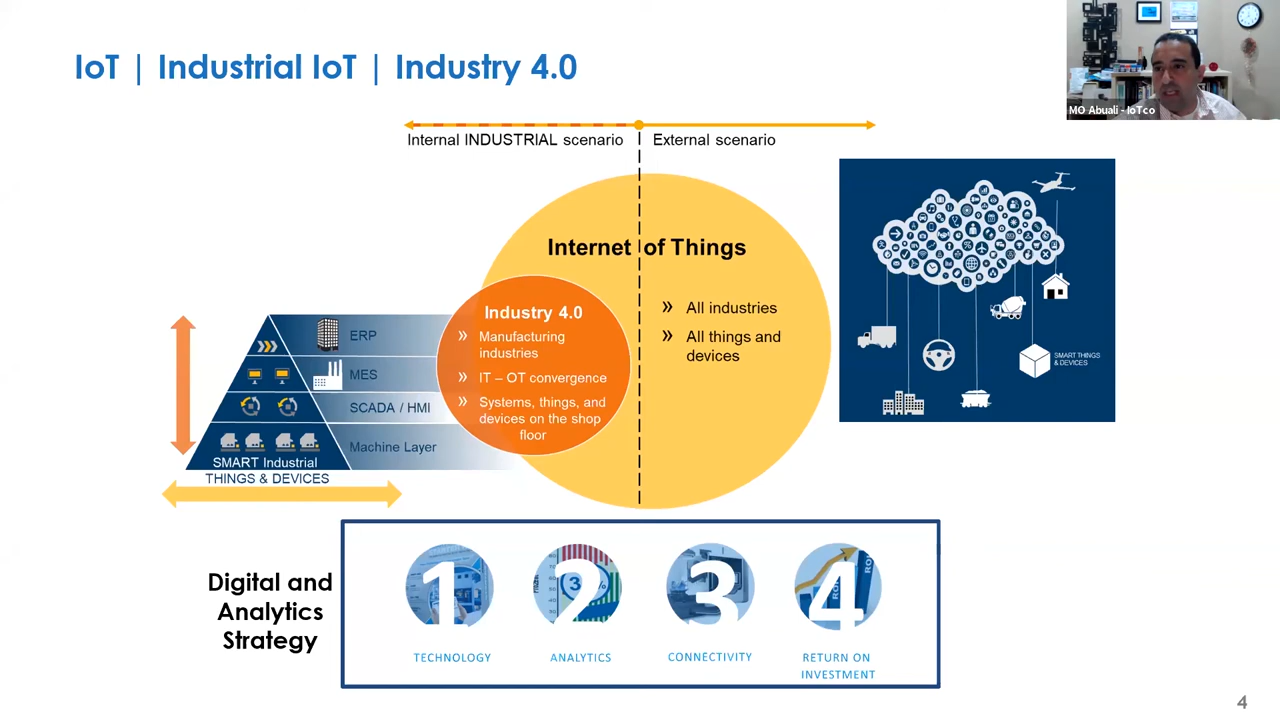 IoT | Industrial IoT | Industry 4.0
MO Abuali - IoTco
Internal INDUSTRIAL scenario
External scenario
Internet of Things
Industry 4.0
» Manufacturing
industries
» IT – OT convergence
» Systems, things, and
devices on the shop
floor
» All industries
» All things and
devices
ERP
MES
SCADA / HMI
Machine Layer
SMART Industrial
THINGS & DEVICES
SMART THINGS
& DEVICES
Digital and
Analytics
Strategy
1
2
3
4
TECHNOLOGY
ANALYTICS
CONNECTIVITY
RETURN ON
INVESTMENT
4